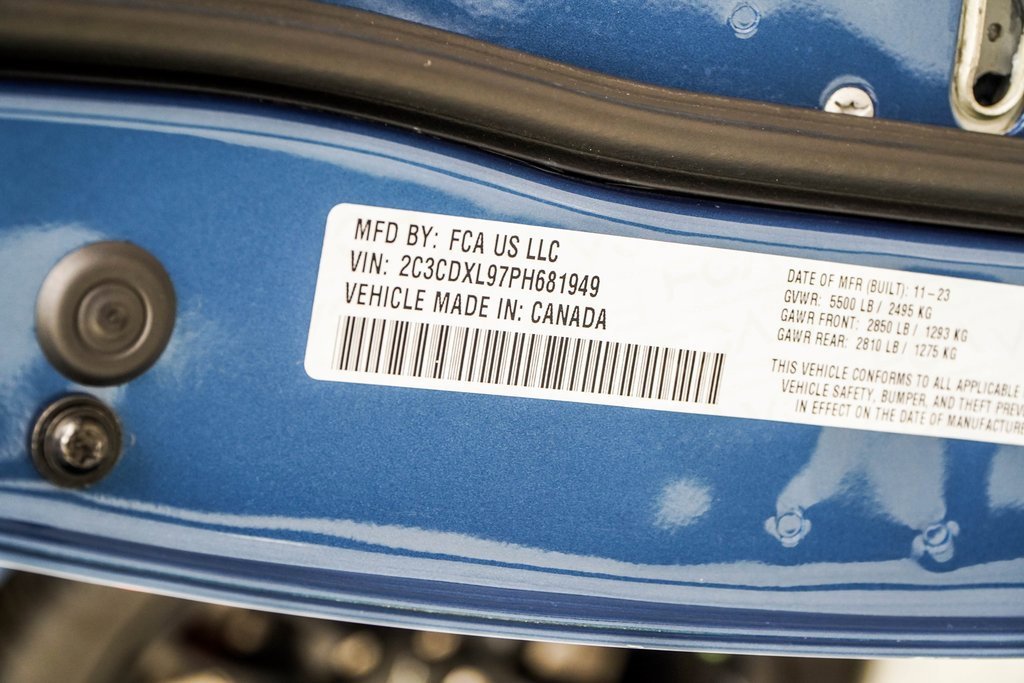 MFD BY: FCA US LLC
VIN: 2C3CDXL97PH681949
VEHICLE MADE IN: CANADA
DATE OF MFR (BUILT): 11-23
GVWR: 5500 LB / 2495 KG
GAWR FRONT: 2850 LB / 1293 KG
GAWR REAR: 2810 LB / 1275 KG
THIS VEHICLE CONFORMS TO ALL APPLICABLE
VEHICLE SAFETY, BUMPER, AND THEFT PREV
IN EFFECT ON THE DATE OF MANUFACTURE